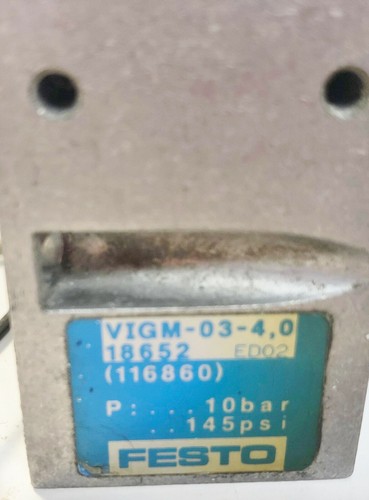 VIGM-03-4,0
18652 ED02
(116860)
P: ... 10bar
..145psi
FESTO